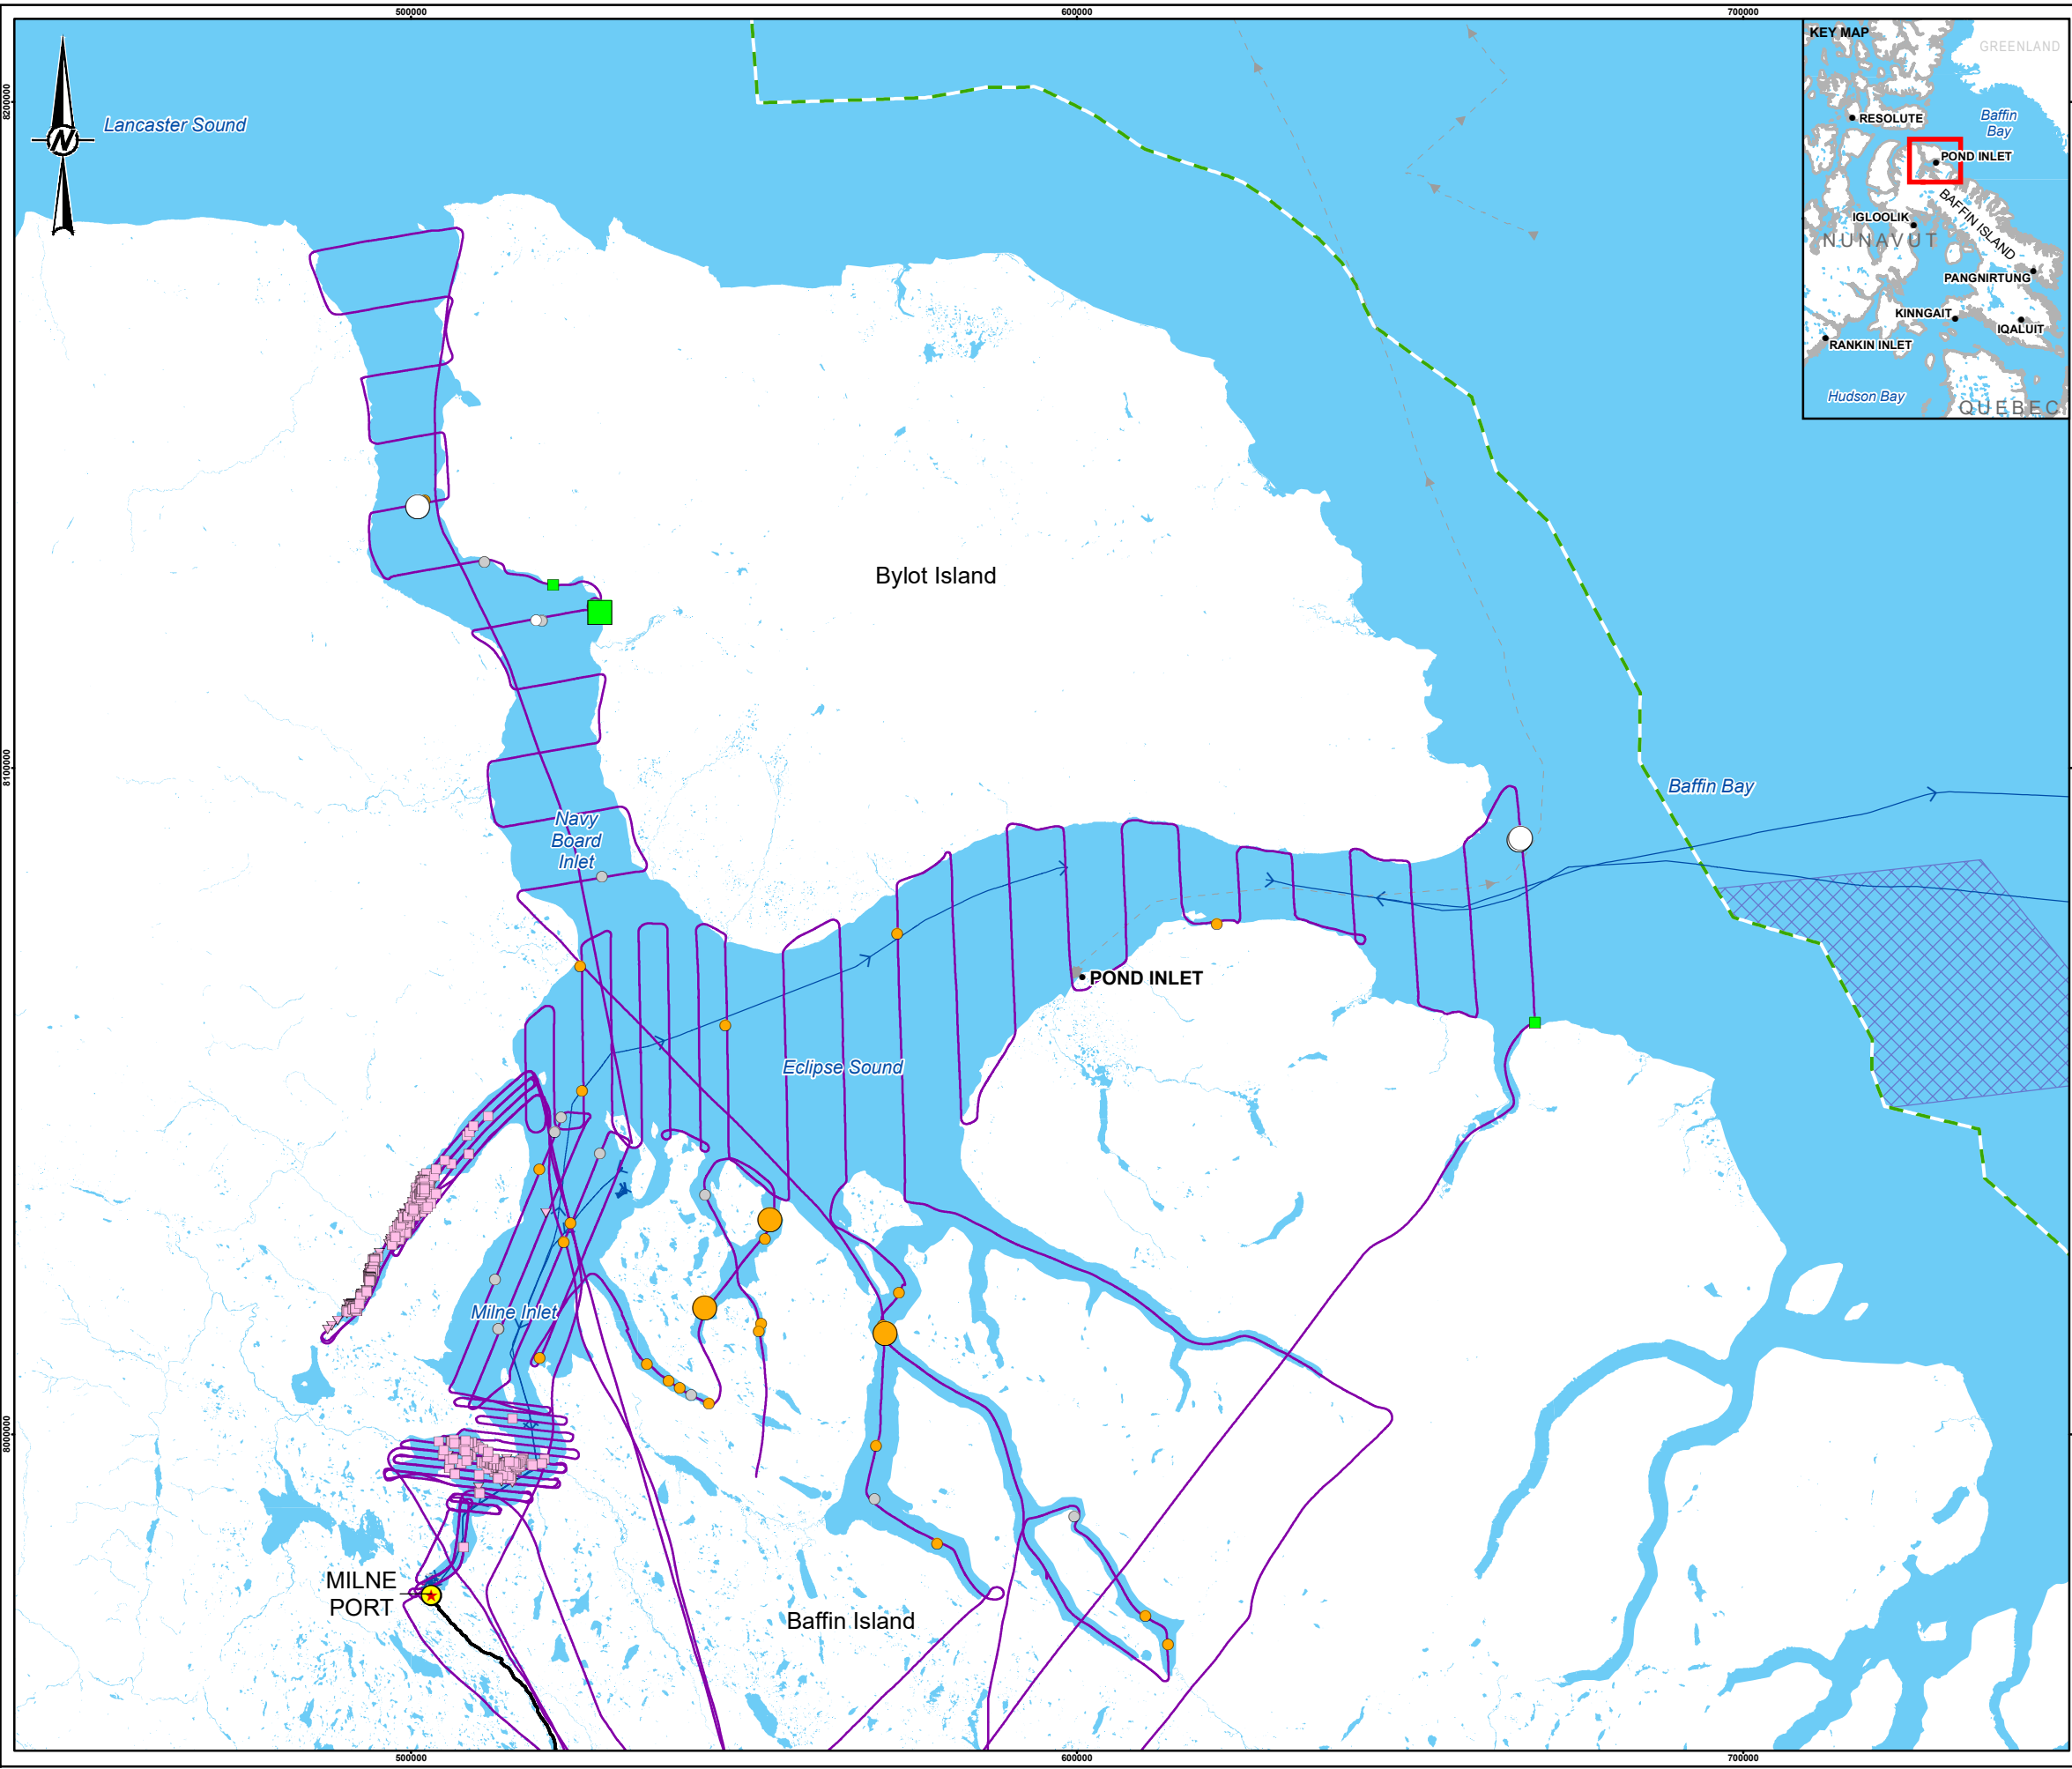 500000
600000
700000
8200000
8100000
8000000
N
Lancaster Sound
KEY MAP
GREENLAND
Baffin
Bay
RESOLUTE
POND INLET
BAFFIN ISLAND
IGLOOLIK
NUNAVUT
PANGNIRTUNG
KINNGAIT
IQALUIT
RANKIN INLET
Hudson Bay
QUEBEC
Bylot Island
Baffin Bay
Navy
Board
Inlet
POND INLET
Eclipse Sound
Milne Inlet
MILNE
PORT
Baffin Island
500000
600000
700000